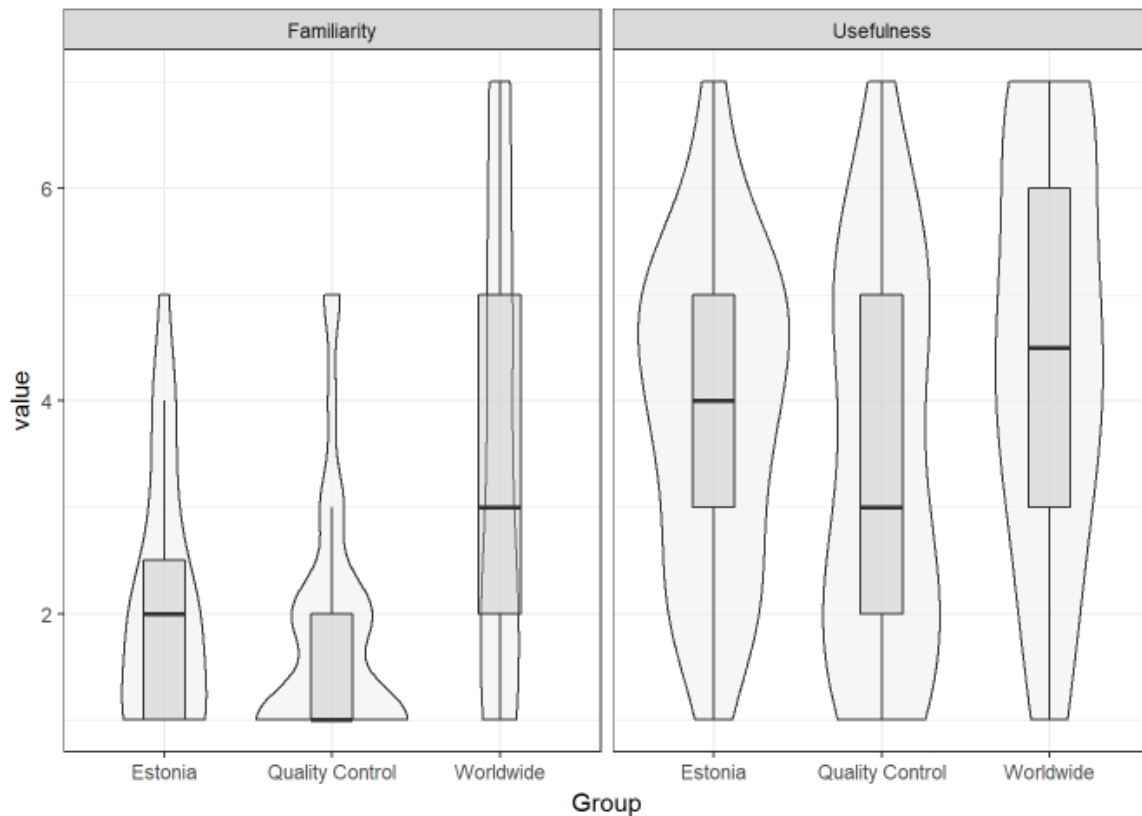 Familiarity
Usefulness
value
6
4
2
Estonia
Quality Control
Worldwide
Estonia
Quality Control
Worldwide
Group